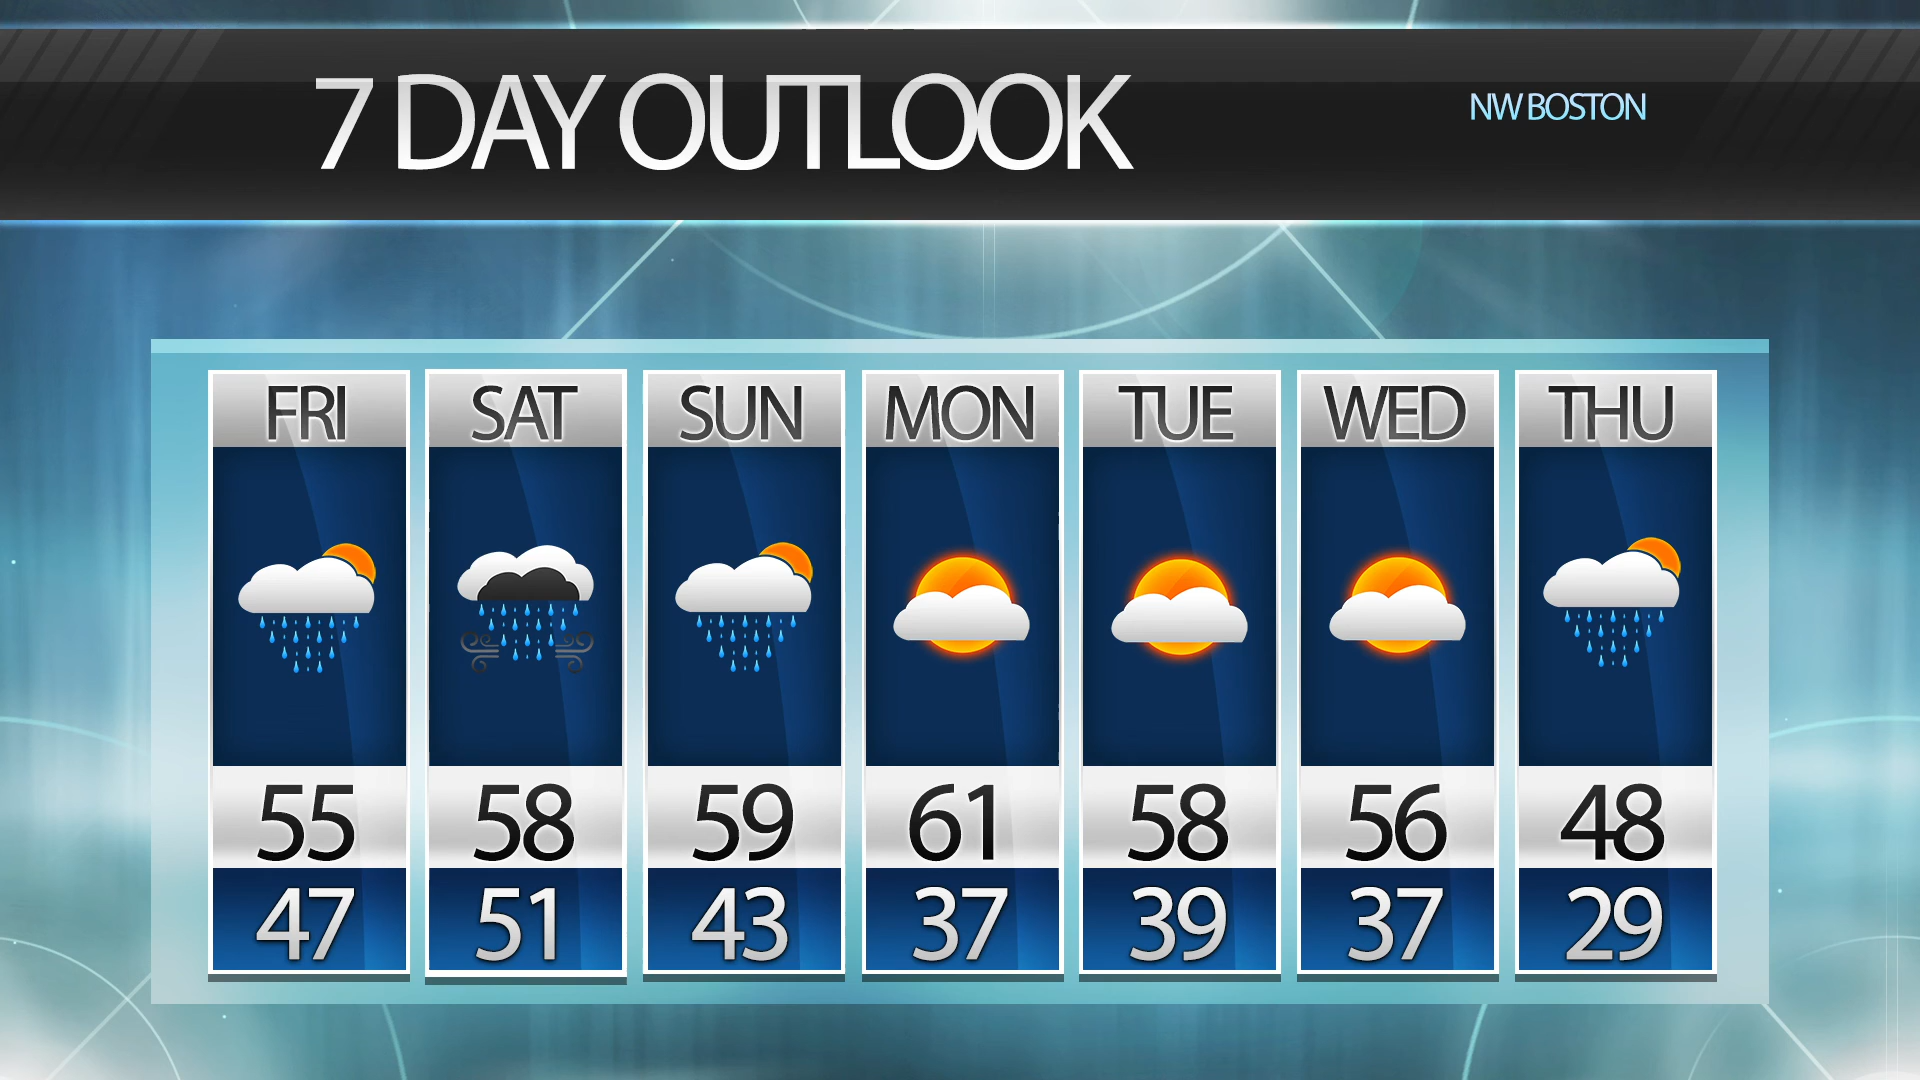 7 DAY OUTLOOK
NW BOSTON
FRI SAT SUN MON TUE WED THU
55 58 59 61 58 56 48
47 51 43 37 39 37 29